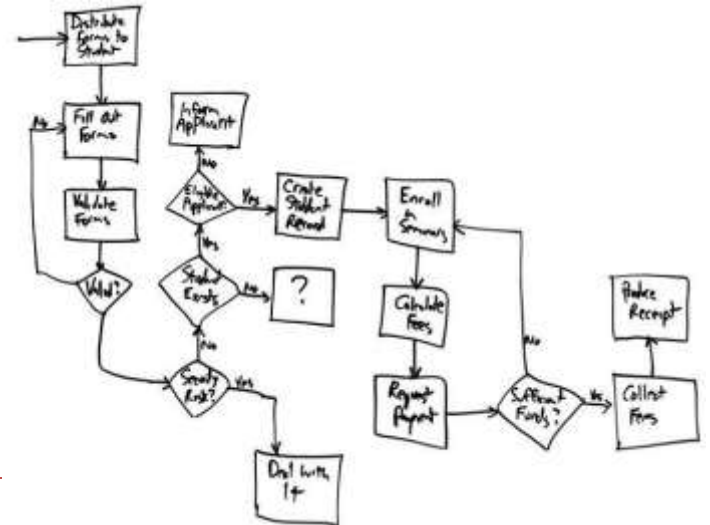 Distribute
Forms to
Student
Fill out
Forms
No
Validate
Forms
Valid?
Inform
Applicant
No
Eligible
Applicant?
Yes
Create
Student
Record
Enroll
in
Seminars
Yes
Student
Exists
No
?
No
Security
Risk?
Yes
Deal with
it
Calculate
Fees
Request
Payment
No
Sufficient
Funds?
Yes
Collect
Fees
Produce
Receipt